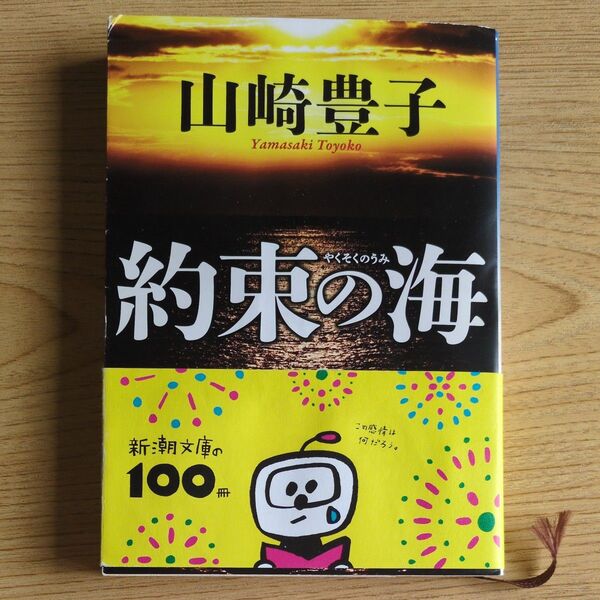 山崎豊子
Yamasaki Toyoko
やくそくのうみ
約束の海
新潮文庫の
100冊
この感情は
何だろう。